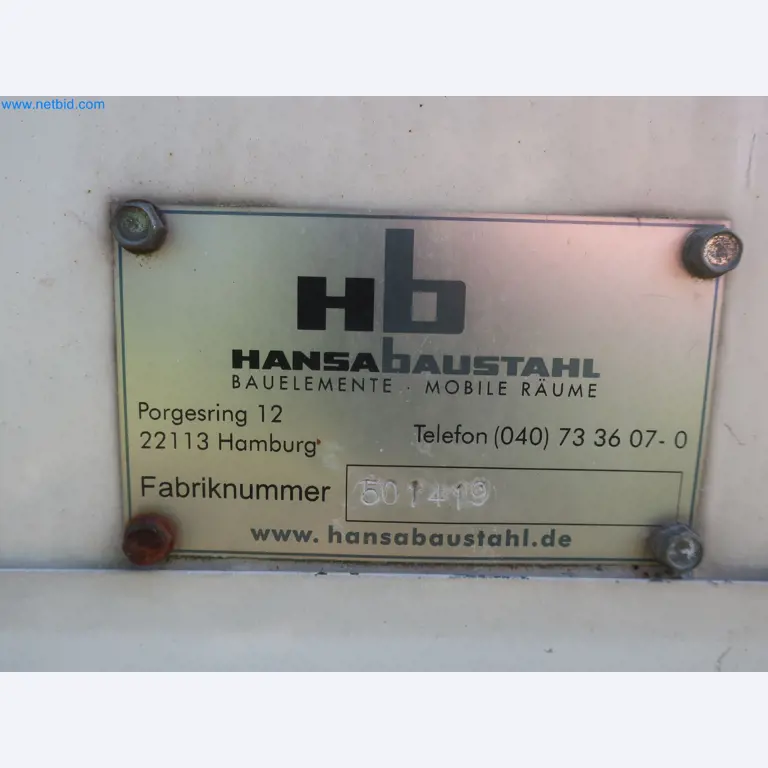 www.netbid.com
Hb
HANSAbAUSTAHL
BAUELEMENTE · MOBILE RÄUME
Porgesring 12
22113 Hamburg
Telefon (040) 73 36 07- 0
Fabriknummer 501419
www. hansabaustahl.de